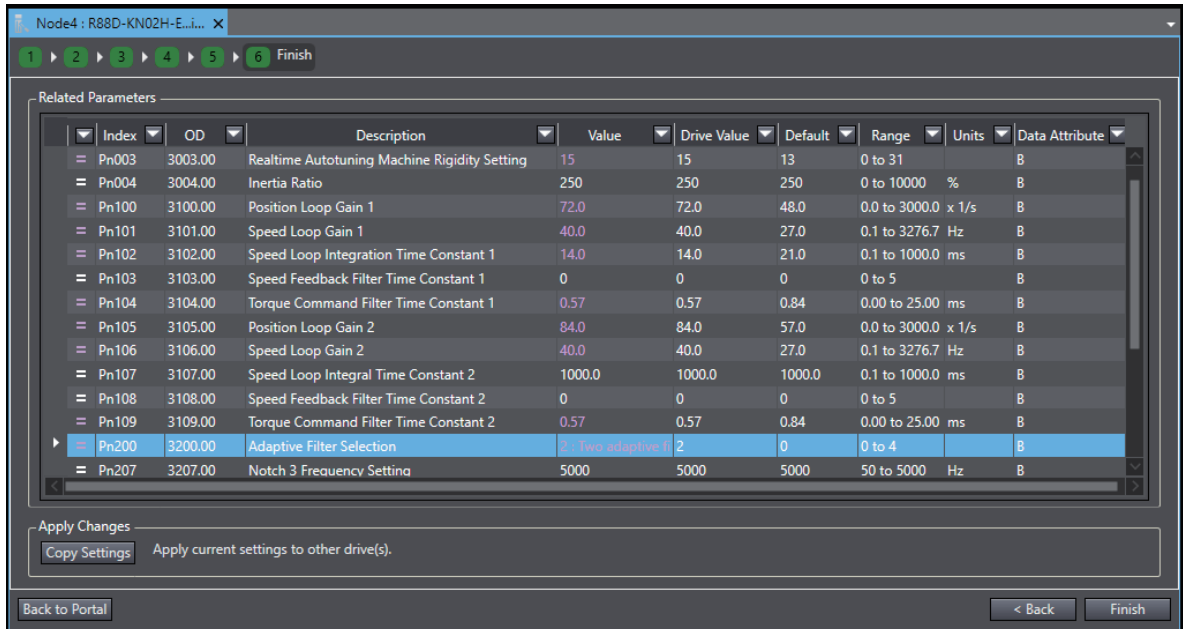 Node4 : R88D-KN02H-E...i... X
1 2 3 4 5 6 Finish
Related Parameters
Index OD Description Value Drive Value Default Range Units Data Attribute
= Pn003 3003.00 Realtime Autotuning Machine Rigidity Setting 15 15 13 0 to 31 B
= Pn004 3004.00 Inertia Ratio 250 250 250 0 to 10000 % B
= Pn100 3100.00 Position Loop Gain 1 72.0 72.0 48.0 0.0 to 3000.0 x 1/s B
= Pn101 3101.00 Speed Loop Gain 1 40.0 40.0 27.0 0.1 to 3276.7 Hz B
= Pn102 3102.00 Speed Loop Integration Time Constant 1 14.0 14.0 21.0 0.1 to 1000.0 ms B
= Pn103 3103.00 Speed Feedback Filter Time Constant 1 0 0 0 0 to 5 B
= Pn104 3104.00 Torque Command Filter Time Constant 1 0.57 0.57 0.84 0.00 to 25.00 ms B
= Pn105 3105.00 Position Loop Gain 2 84.0 84.0 57.0 0.0 to 3000.0 x 1/s B
= Pn106 3106.00 Speed Loop Gain 2 40.0 40.0 27.0 0.1 to 3276.7 Hz B
= Pn107 3107.00 Speed Loop Integral Time Constant 2 1000.0 1000.0 1000.0 0.1 to 1000.0 ms B
= Pn108 3108.00 Speed Feedback Filter Time Constant 2 0 0 0 0 to 5 B
= Pn109 3109.00 Torque Command Filter Time Constant 2 0.57 0.57 0.84 0.00 to 25.00 ms B
= Pn200 3200.00 Adaptive Filter Selection 2 : Two adaptive fi 2 0 0 to 4 B
= Pn207 3207.00 Notch 3 Frequency Setting 5000 5000 5000 50 to 5000 Hz B
Apply Changes
Copy Settings Apply current settings to other drive(s).
Back to Portal < Back Finish